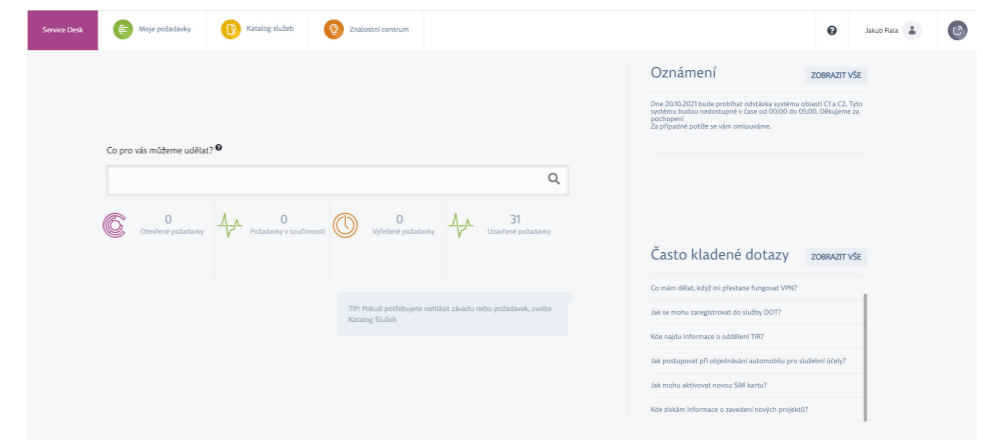 Service Desk
Moje požadavky
Katalog služeb
Znalostní centrum
Jakub Fiala
Co pro vás můžeme udělat?
0
Otevřené požadavky
0
Požadavky v součinnosti
0
Vyřešené požadavky
31
Uzavřené požadavky
TIP: Pokud potřebujete nahlásit závadu nebo požadavek, zvolte
Katalog Služeb
Oznámení
ZOBRAZIT VŠE
Dne 20.10.2021 bude probíhat odstávka systému oblasti C1 a C2. Tyto
systému budou nedostupné v čase od 00:00 do 05:00. Děkujeme za
pochopení
Za případné potíže se vám omlouváme.
Často kladené dotazy
ZOBRAZIT VŠE
Co mám dělat, když mi přestane fungovat VPN?
Jak se mohu zaregistrovat do služby DOT?
Kde najdu informace o oddělení TIR?
Jak postupovat při objednávání automobilu pro služební účely?
Jak mohu aktivovat novou SIM kartu?
Kde získám informace o zavedení nových projektů?